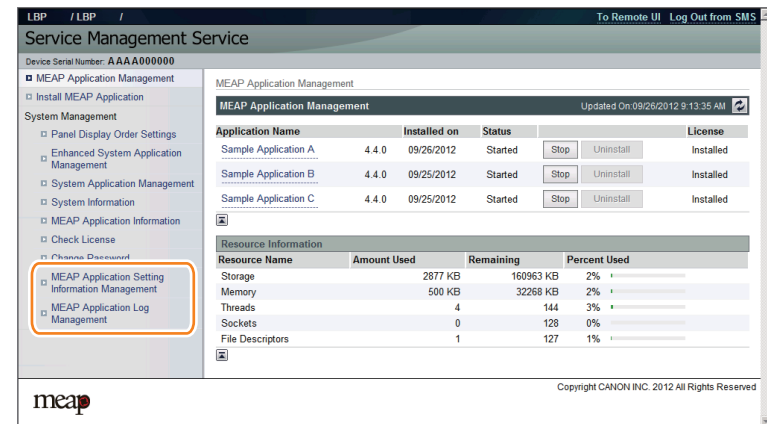 LBP / LBP /
To Remote UI Log Out from SMS
Service Management Service
Device Serial Number: AAAA000000
MEAP Application Management
Install MEAP Application
System Management
Panel Display Order Settings
Enhanced System Application
Management
System Application Management
System Information
MEAP Application Information
Check License
Change Password
MEAP Application Setting
Information Management
MEAP Application Log
Management
MEAP Application Management
MEAP Application Management Updated On:09/26/2012 9:13:35 AM
Application Name Installed on Status License
Sample Application A 4.4.0 09/26/2012 Started Stop Uninstall Installed
Sample Application B 4.4.0 09/25/2012 Started Stop Uninstall Installed
Sample Application C 4.4.0 09/25/2012 Started Stop Uninstall Installed
Resource Information
Resource Name Amount Used Remaining Percent Used
Storage 2877 KB 160963 KB 2%
Memory 500 KB 32268 KB 2%
Threads 4 144 3%
Sockets 0 128 0%
File Descriptors 1 127 1%
Copyright CANON INC. 2012 All Rights Reserved
meap